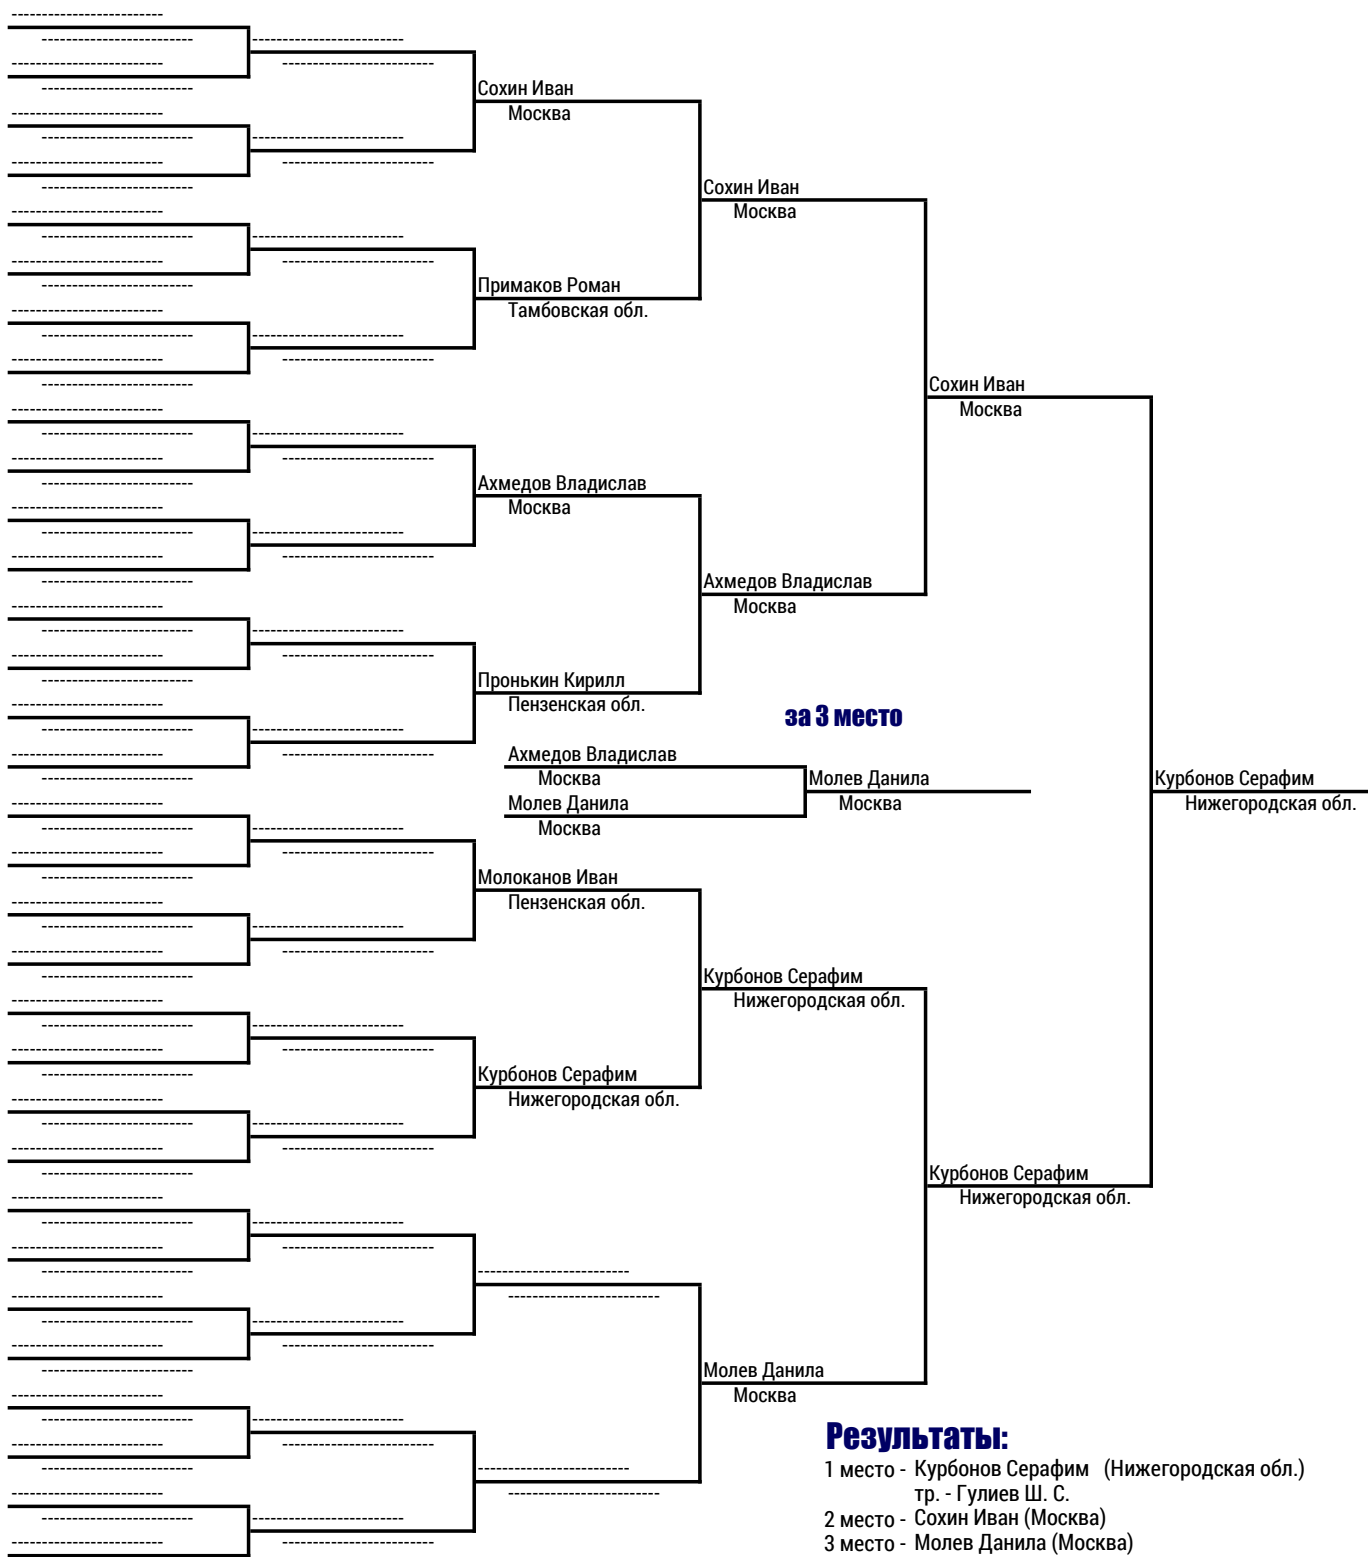 Сохин Иван
Москва
Сохин Иван
Москва
Примаков Роман
Тамбовская обл.
Сохин Иван
Москва
Ахмедов Владислав
Москва
Ахмедов Владислав
Москва
Пронькин Кирилл
Пензенская обл.
за 3 место
Ахмедов Владислав
Москва
Молев Данила
Москва
Молев Данила
Москва
Курбонов Серафим
Нижегородская обл.
Молоканов Иван
Пензенская обл.
Курбонов Серафим
Нижегородская обл.
Курбонов Серафим
Нижегородская обл.
Курбонов Серафим
Нижегородская обл.
Молев Данила
Москва
Результаты:
1 место - Курбонов Серафим (Нижегородская обл.)
тр. - Гулиев Ш. С.
2 место - Сохин Иван (Москва)
3 место - Молев Данила (Москва)